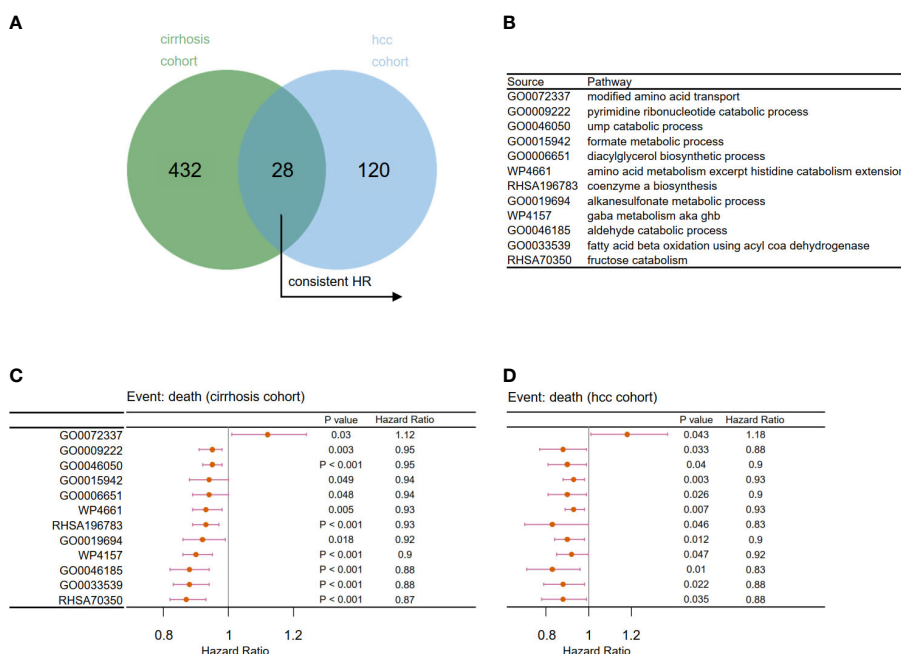 A
B
cirrhosis
cohort
hcc
cohort
432
28
120
consistent HR
Source Pathway
GO0072337 modified amino acid transport
GO0009222 pyrimidine ribonucleotide catabolic process
GO0046050 ump catabolic process
GO0015942 formate metabolic process
GO0006651 diacylglycerol biosynthetic process
WP4661 amino acid metabolism excerpt histidine catabolism extension
RHSA196783 coenzyme a biosynthesis
GO0019694 alkanesulfonate metabolic process
WP4157 gaba metabolism aka ghb
GO0046185 aldehyde catabolic process
GO0033539 fatty acid beta oxidation using acyl coa dehydrogenase
RHSA70350 fructose catabolism
C
Event: death (cirrhosis cohort)
P value Hazard Ratio
GO0072337 0.03 1.12
GO0009222 0.003 0.95
GO0046050 P < 0.001 0.95
GO0015942 0.049 0.94
GO0006651 0.048 0.94
WP4661 0.005 0.93
RHSA196783 P < 0.001 0.93
GO0019694 0.018 0.92
WP4157 P < 0.001 0.9
GO0046185 P < 0.001 0.88
GO0033539 P < 0.001 0.88
RHSA70350 P < 0.001 0.87
0.8 1 1.2
Hazard Ratio
D
Event: death (hcc cohort)
P value Hazard Ratio
0.043 1.18
0.033 0.88
0.04 0.9
0.003 0.93
0.026 0.9
0.007 0.93
0.046 0.83
0.012 0.9
0.047 0.92
0.01 0.83
0.022 0.88
0.035 0.88
0.8 1 1.2
Hazard Ratio